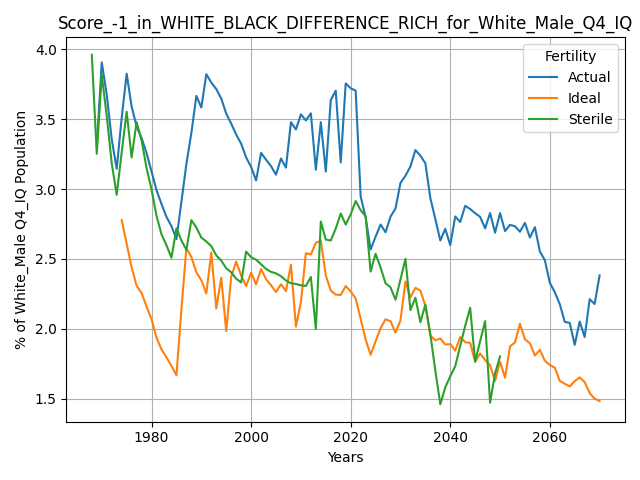 Score_-1_in_WHITE_BLACK_DIFFERENCE_RICH_for_White_Male_Q4_IQ
Fertility
Actual
Ideal
Sterile
% of White_Male Q4_IQ Population
4.0
3.5
3.0
2.5
2.0
1.5
1980
2000
2020
2040
2060
Years